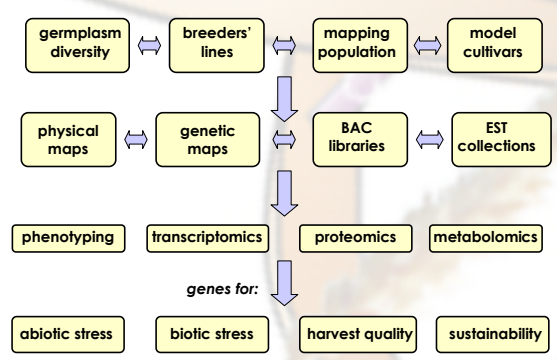 germplasm
diversity
breeders'
lines
mapping
population
model
cultivars
physical
maps
genetic
maps
BAC
libraries
EST
collections
phenotyping
transcriptomics
proteomics
metabolomics
genes for:
abiotic stress
biotic stress
harvest quality
sustainability